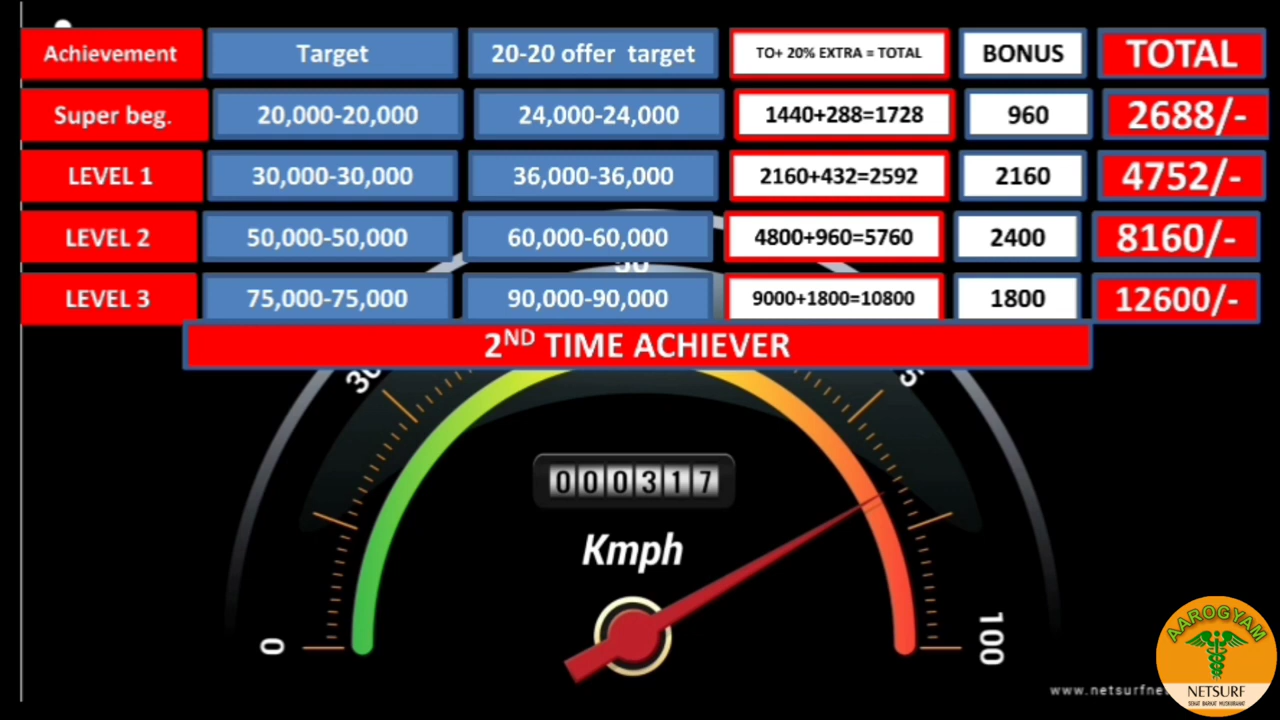 Achievement Target 20-20 offer target TO+ 20% EXTRA = TOTAL BONUS TOTAL
Super beg. 20,000-20,000 24,000-24,000 1440+288=1728 960 2688/-
LEVEL 1 30,000-30,000 36,000-36,000 2160+432=2592 2160 4752/-
LEVEL 2 50,000-50,000 60,000-60,000 4800+960=5760 2400 8160/-
LEVEL 3 75,000-75,000 90,000-90,000 9000+1800=10800 1800 12600/-
2ND TIME ACHIEVER
000317
Kmph
0
100
AAROGYAM
NETSURF
SEHAT BARKAT MUSKURAHAT